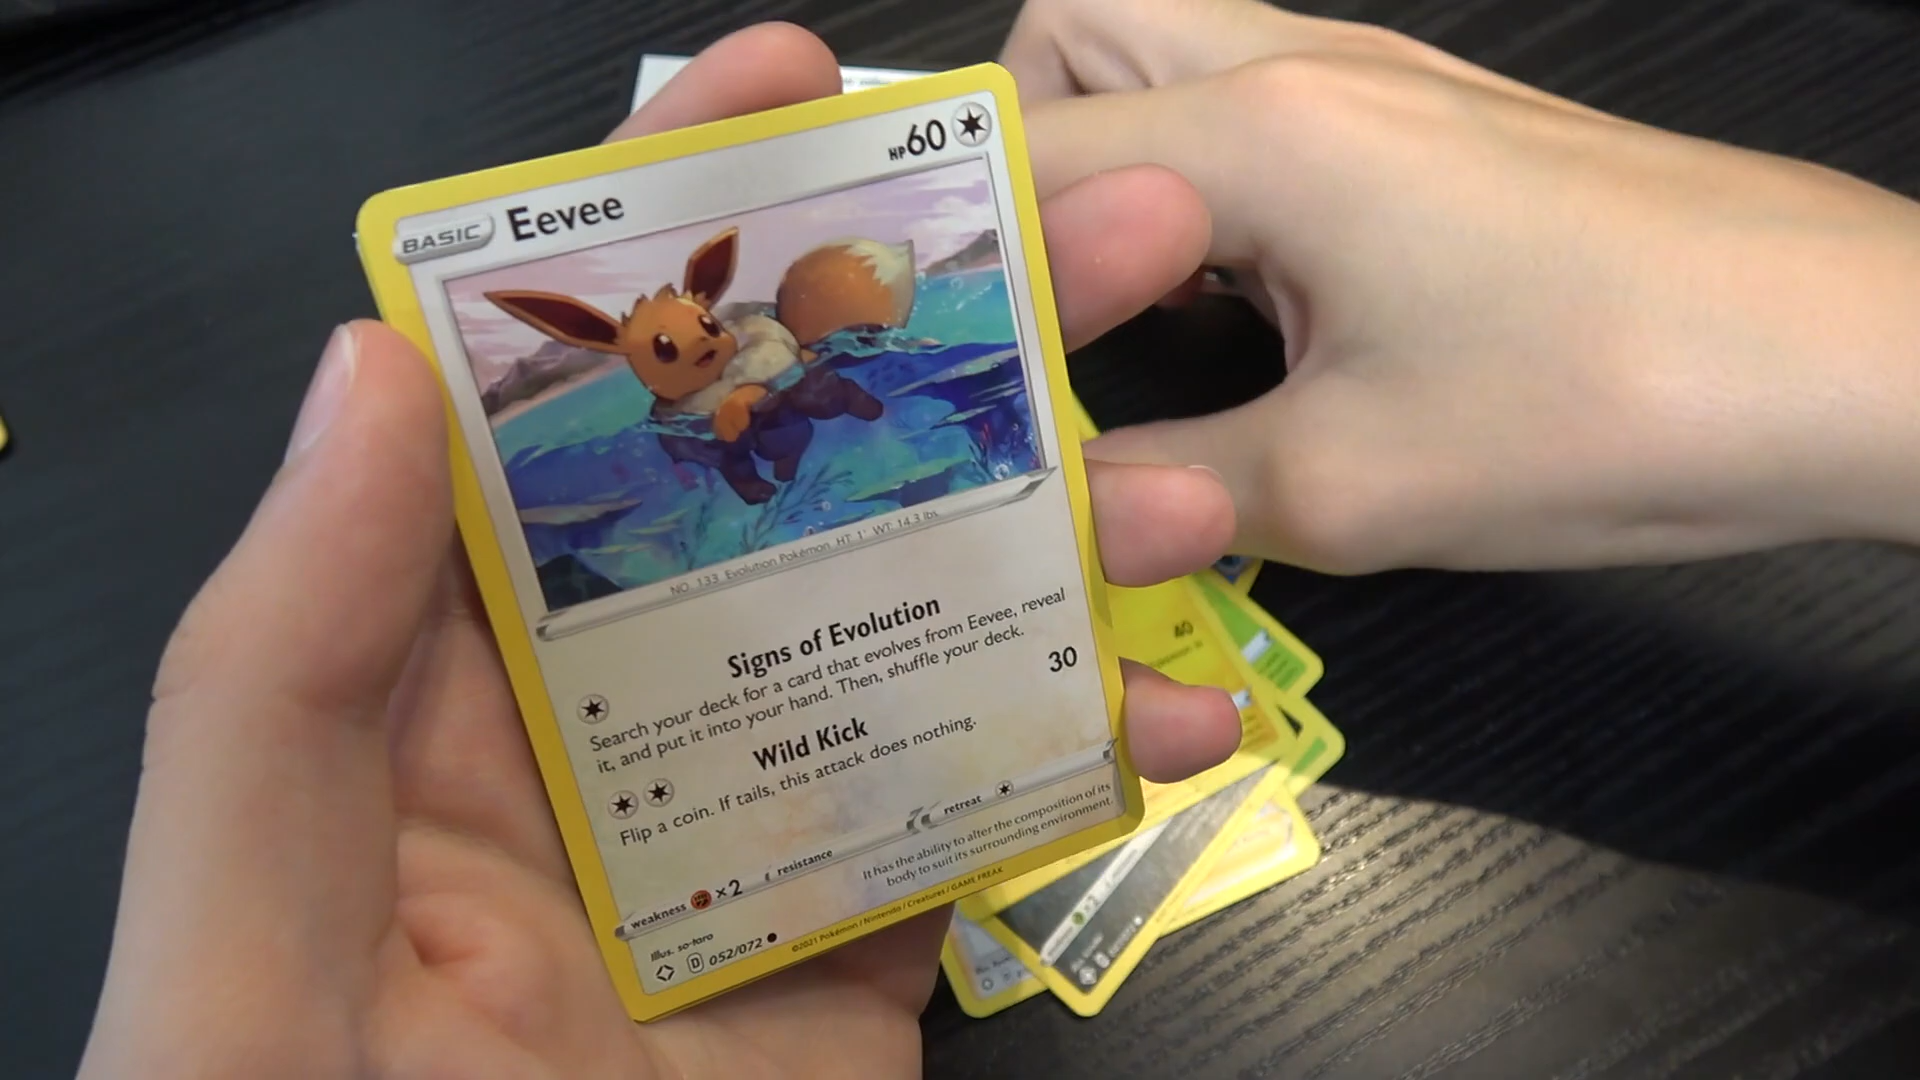 BASIC Eevee HP 60
NO. 133 Evolution Pokémon HT: 1' WT: 14.3 lbs
Signs of Evolution
Search your deck for a card that evolves from Eevee, reveal
it, and put it into your hand. Then, shuffle your deck.
Wild Kick 30
Flip a coin. If tails, this attack does nothing.
weakness ×2 resistance retreat
It has the ability to alter the composition of its
body to suit its surrounding environment.
Illus. so-taro
D 052/072
©2021 Pokémon / Nintendo / Creatures / GAME FREAK
40